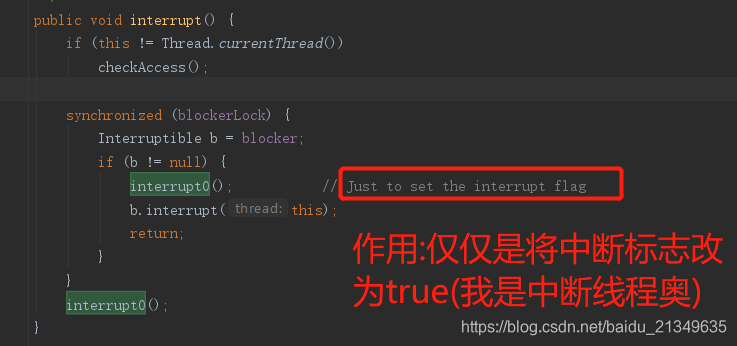 public void interrupt() {
if (this != Thread.currentThread())
checkAccess();
synchronized (blockerLock) {
Interruptible b = blocker;
if (b != null) {
interrupt0(); // Just to set the interrupt flag
b.interrupt( thread: this);
return;
}
}
interrupt0();
}
作用:仅仅是将中断标志改
为true(我是中断线程奥)
https://blog.csdn.net/baidu_21349635